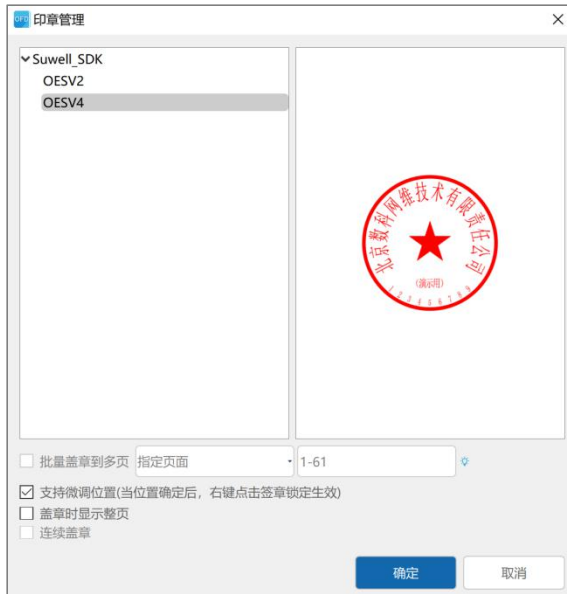 OFD 印章管理
Suwell_SDK
OESV2
OESV4
北京数科网维技术有限责任公司
(演示用)
批量盖章到多页 指定页面 1-61
支持微调位置(当位置确定后，右键点击签章锁定生效)
盖章时显示整页
连续盖章
确定 取消